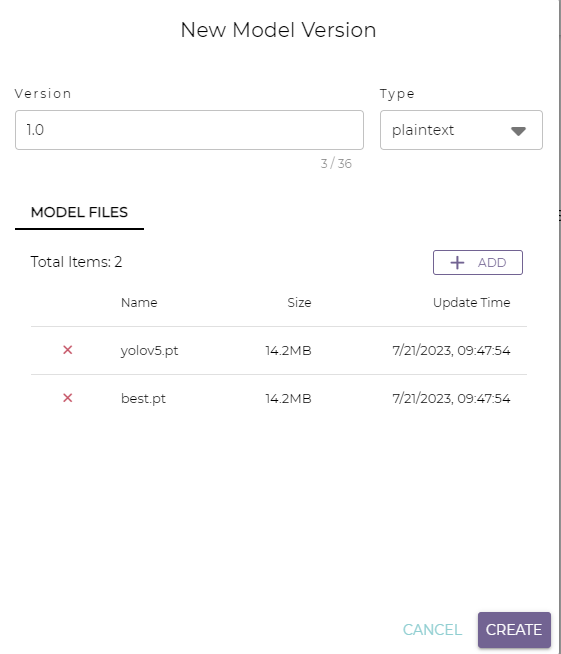 New Model Version
Version Type
1.0 plaintext
3 / 36
MODEL FILES
Total Items: 2 + ADD
Name Size Update Time
× yolov5.pt 14.2MB 7/21/2023, 09:47:54
× best.pt 14.2MB 7/21/2023, 09:47:54
CANCEL CREATE